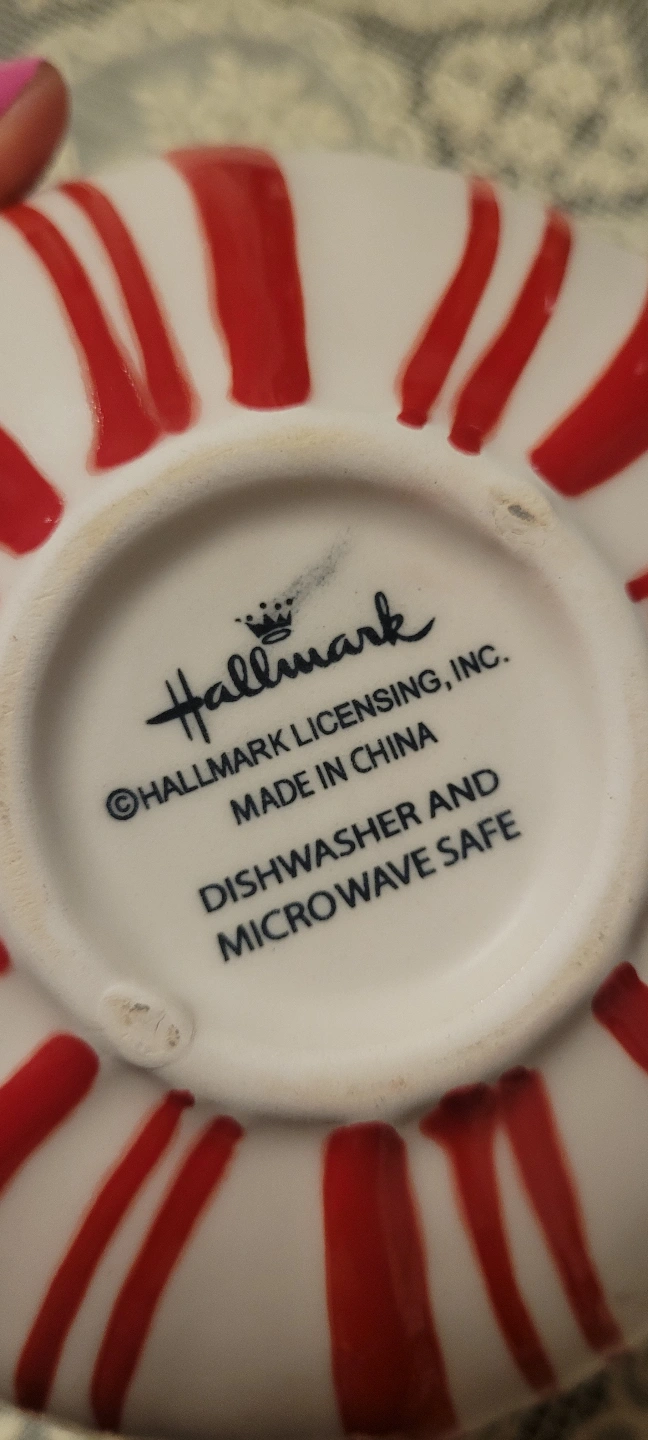 Hallmark
©HALLMARK LICENSING, INC.
MADE IN CHINA
DISHWASHER AND
MICROWAVE SAFE